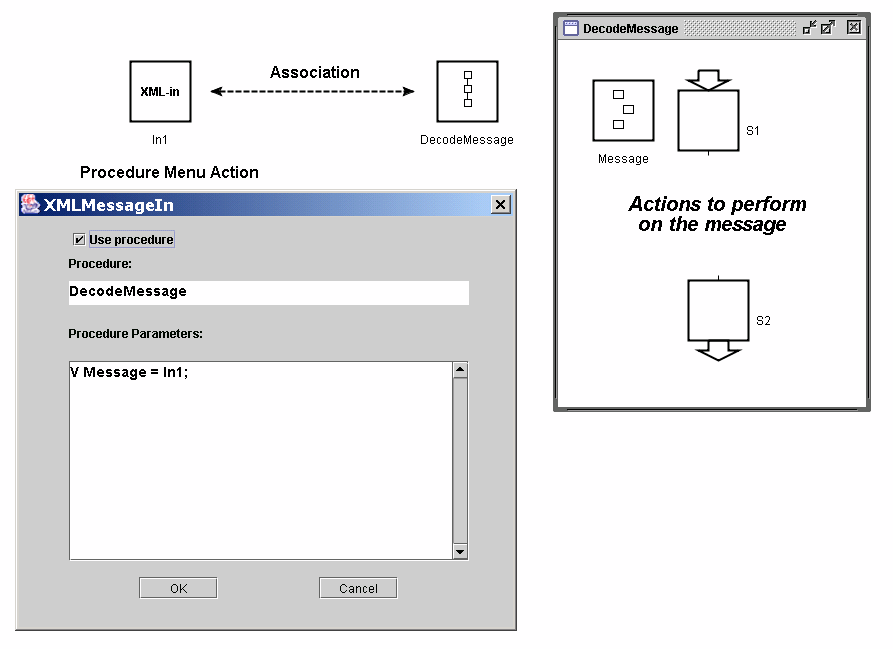 Association
XML-in
In1
DecodeMessage
Procedure Menu Action
XMLMessageIn
Use procedure
Procedure:
DecodeMessage
Procedure Parameters:
V Message = In1;
OK
Cancel
DecodeMessage
Message
S1
Actions to perform
on the message
S2